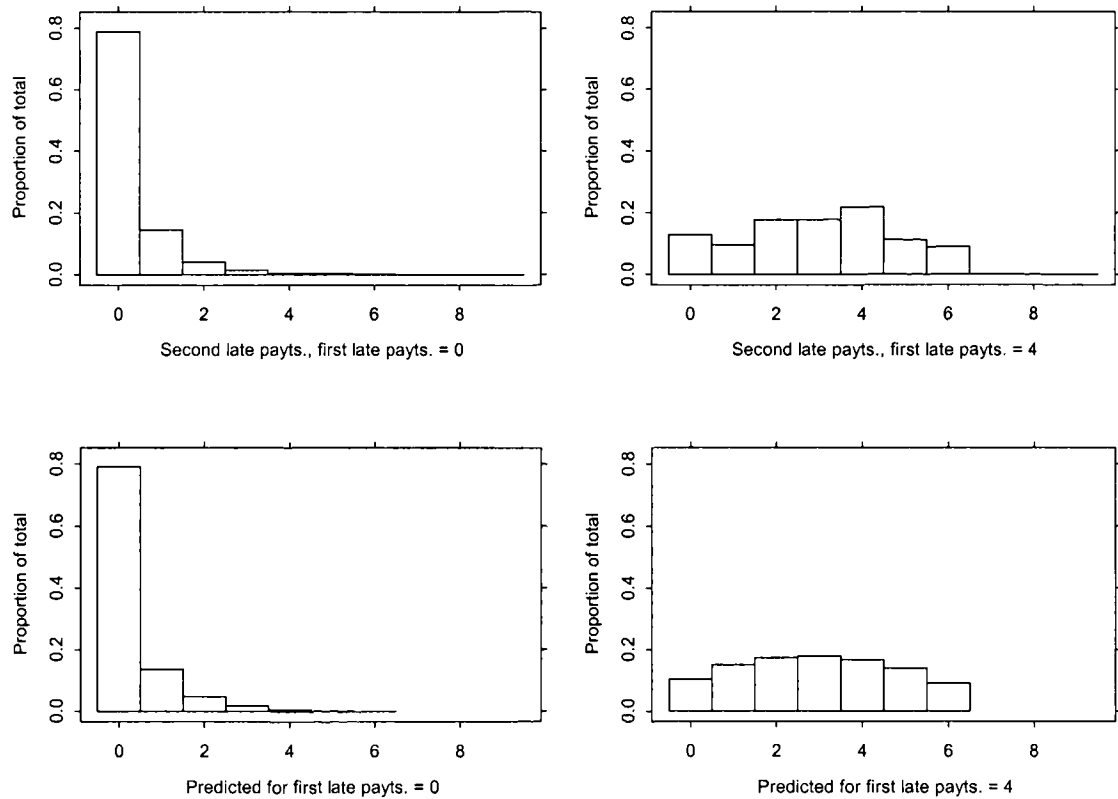 Proportion of total
0.8
0.6
0.4
0.2
0.0
0 2 4 6 8
Second late payts., first late payts. = 0
Proportion of total
0.8
0.6
0.4
0.2
0.0
0 2 4 6 8
Second late payts., first late payts. = 4
Proportion of total
0.8
0.6
0.4
0.2
0.0
0 2 4 6 8
Predicted for first late payts. = 0
Proportion of total
0.8
0.6
0.4
0.2
0.0
0 2 4 6 8
Predicted for first late payts. = 4